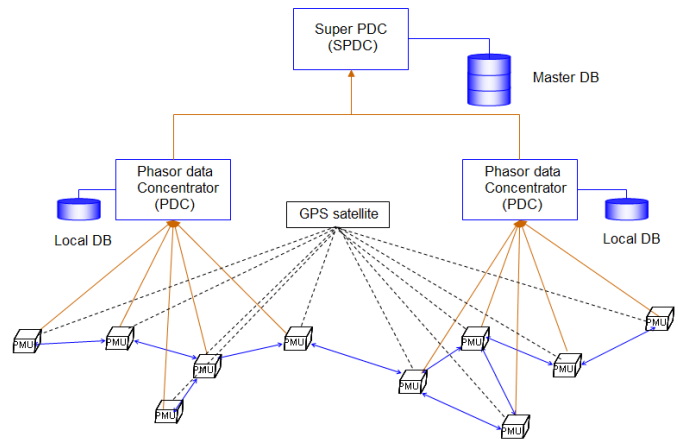 Super PDC
(SPDC)
Master DB
Phasor data
Concentrator
(PDC)
Phasor data
Concentrator
(PDC)
GPS satellite
Local DB
Local DB
PMU
PMU
PMU
PMU
PMU
PMU
PMU
PMU
PMU
PMU